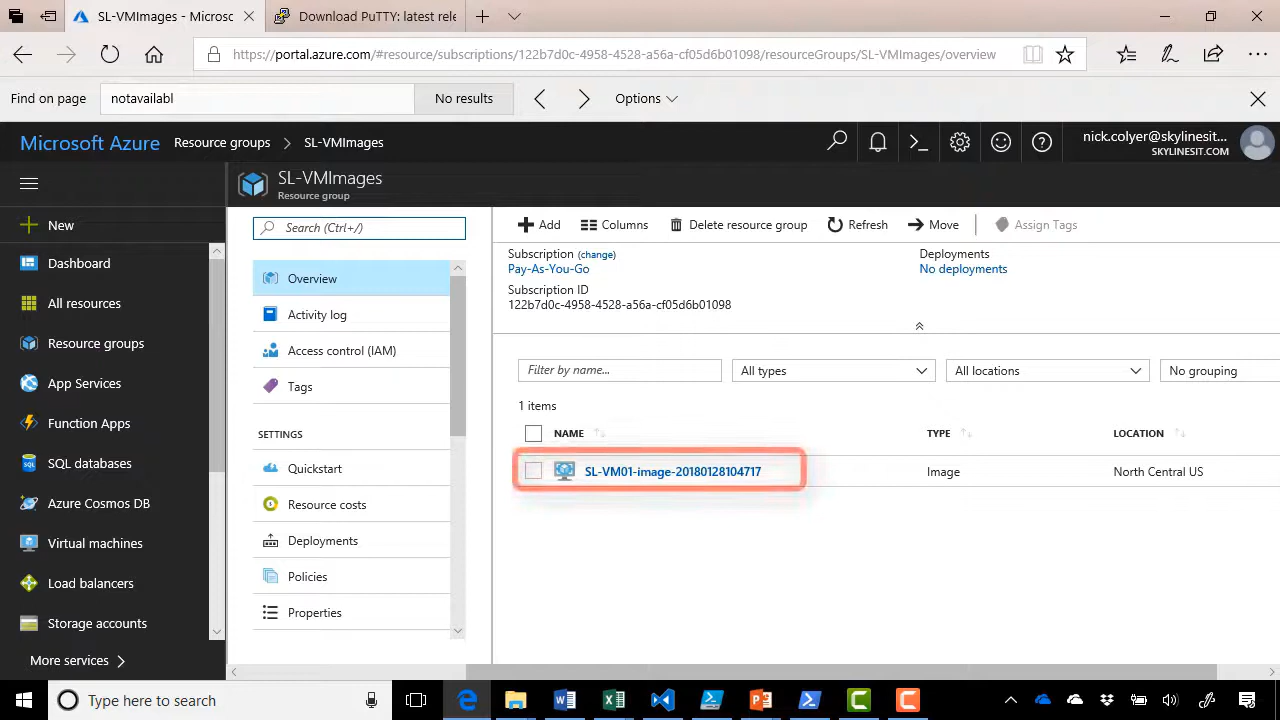 SL-VMImages - Microsoft
Download PuTTY: latest rele
https://portal.azure.com/#resource/subscriptions/122b7d0c-4958-4528-a56a-cf05d6b01098/resourceGroups/SL-VMImages/overview
Find on page
notavailabl
No results
Options
Microsoft Azure
Resource groups
SL-VMImages
nick.colyer@skylinesit...
SKYLINESIT.COM
SL-VMImages
Resource group
New
Dashboard
All resources
Resource groups
App Services
Function Apps
SQL databases
Azure Cosmos DB
Virtual machines
Load balancers
Storage accounts
More services
Search (Ctrl+/)
Overview
Activity log
Access control (IAM)
Tags
SETTINGS
Quickstart
Resource costs
Deployments
Policies
Properties
Add
Columns
Delete resource group
Refresh
Move
Assign Tags
Subscription (change)
Pay-As-You-Go
Subscription ID
122b7d0c-4958-4528-a56a-cf05d6b01098
Deployments
No deployments
Filter by name...
All types
All locations
No grouping
1 items
NAME
TYPE
LOCATION
SL-VM01-image-20180128104717
Image
North Central US
Type here to search